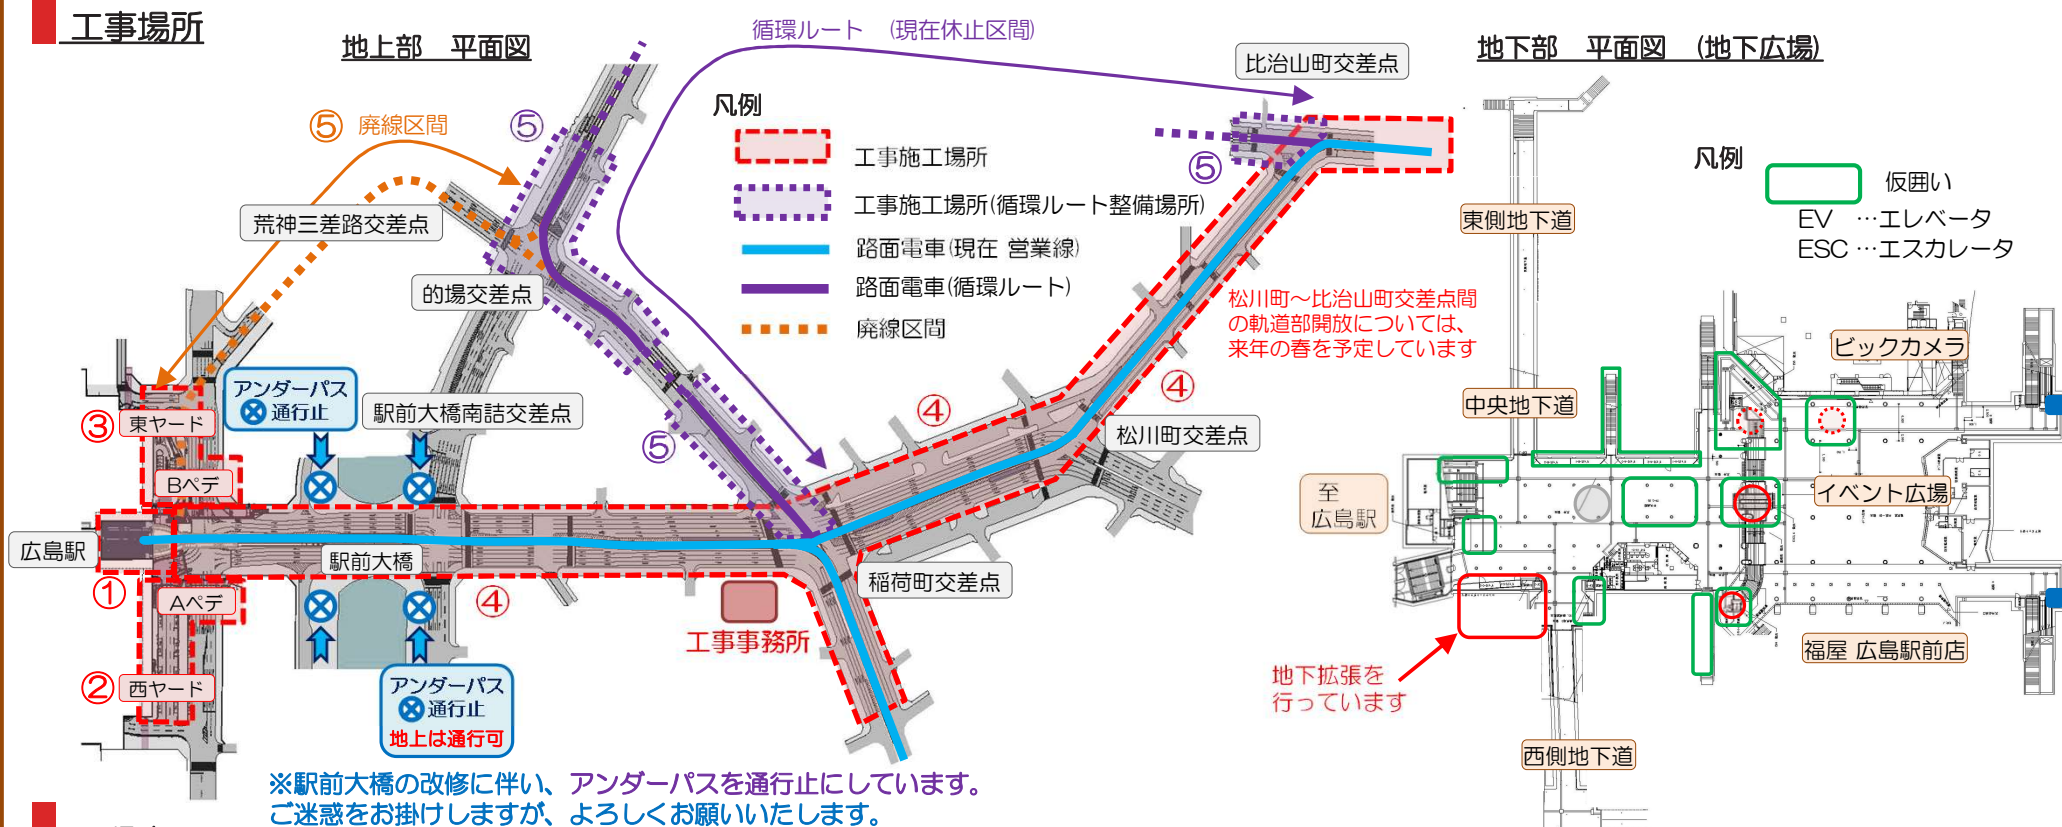 工事場所
地上部　平面図
循環ルート　(現在休止区間)
比治山町交差点
⑤ 廃線区間
⑤
荒神三差路交差点
的場交差点
凡例
工事施工場所
工事施工場所(循環ルート整備場所)
路面電車(現在 営業線)
路面電車(循環ルート)
廃線区間
⑤
松川町～比治山町交差点間
の軌道部開放については、
来年の春を予定しています
④
④
松川町交差点
アンダーパス
通行止
駅前大橋南詰交差点
③
東ヤード
Bペデ
⑤
広島駅
駅前大橋
稲荷町交差点
①
Aペデ
④
工事事務所
②
西ヤード
アンダーパス
通行止
地上は通行可
※駅前大橋の改修に伴い、アンダーパスを通行止にしています。
ご迷惑をお掛けしますが、よろしくお願いいたします。
地下部　平面図　(地下広場)
凡例
仮囲い
EV …エレベータ
ESC …エスカレータ
東側地下道
ビックカメラ
中央地下道
至
広島駅
イベント広場
福屋 広島駅前店
地下拡張を
行っています
西側地下道